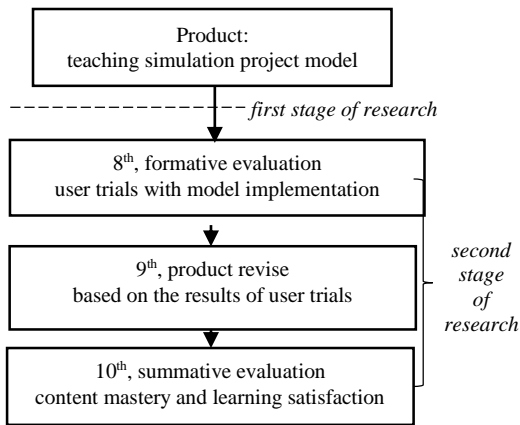 Product:
teaching simulation project model
first stage of research
8th, formative evaluation
user trials with model implementation
9th, product revise
based on the results of user trials
10th, summative evaluation
content mastery and learning satisfaction
second
stage
of
research